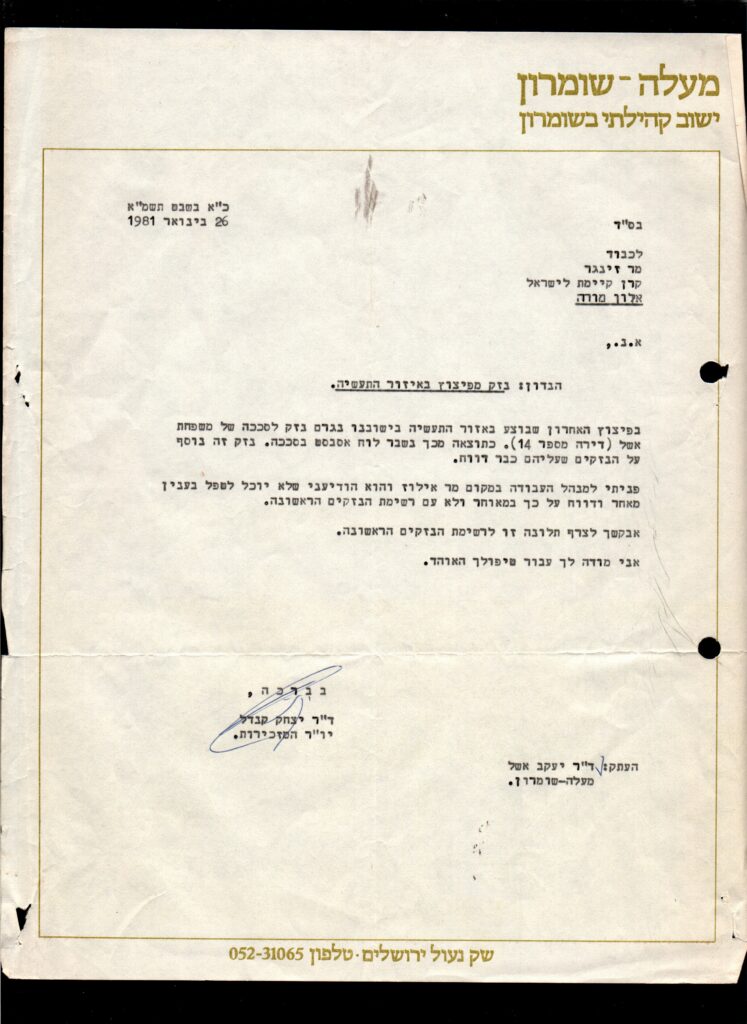 מעלה - שומרון
ישוב קהילתי בשומרון
כ"א בשבט תשמ"א
26 בינואר 1981
בס"ד
לכבוד
מר זינגר
קרן קיימת לישראל
אלון מורה
א.נ.,
הנדון: נזק מפיצוץ באיזור התעשיה.
בפיצוץ האחרון שבוצע באזור התעשיה בישובנו נגרם נזק לסככה של משפחת
אשל (דירה מספר 14). כתוצאה מכך נשבר לוח אסבסט בסככה. נזק זה נוסף
על הנזקים שעליהם כבר דווח.
פניתי למנהל העבודה במקום מר אילוז והוא הודיעני שלא יוכל לטפל בענין
מאחר ודווח על כך במאוחר ולא עם רשימת הנזקים הראשונה.
אבקשך לצרף תלונה זו לרשימת הנזקים הראשונה.
אני מודה לך עבור טיפולך האוהד.
ב ב ר כ ה ,
ד"ר יצחק קנדל
יו"ר המזכירות.
העתק: ד"ר יעקב אשל
מעלה-שומרון.
שק נעול ירושלים · טלפון 052-31065